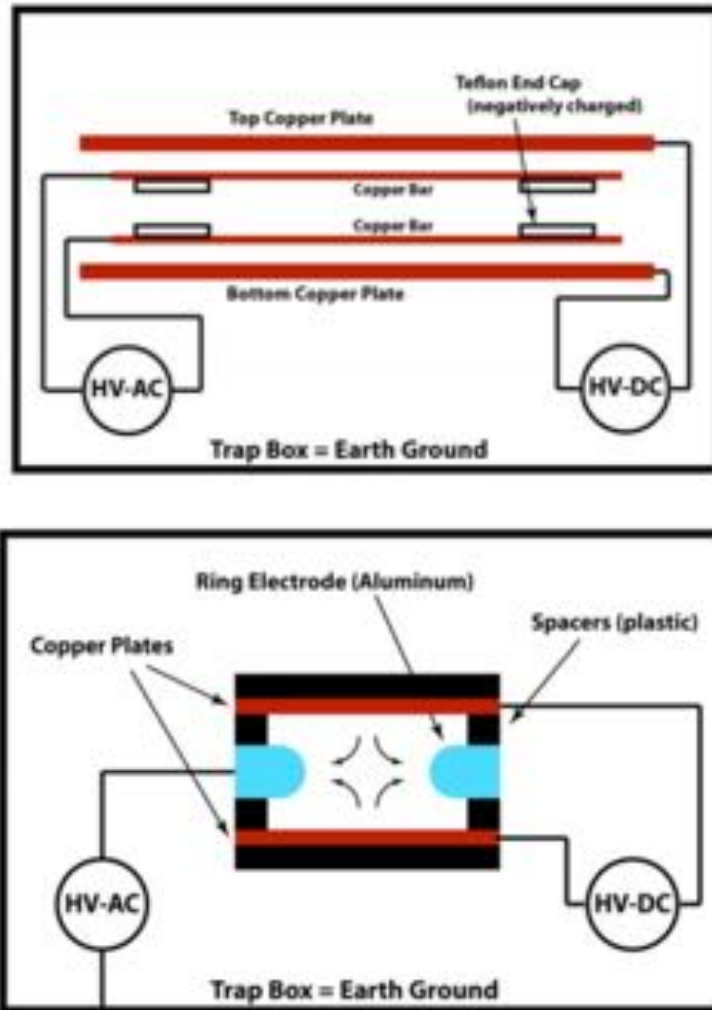 Teflon End Cap
(negatively charged)
Top Copper Plate
Copper Bar
Copper Bar
Bottom Copper Plate
HV-AC
HV-DC
Trap Box = Earth Ground
Ring Electrode (Aluminum)
Spacers (plastic)
Copper Plates
HV-AC
HV-DC
Trap Box = Earth Ground